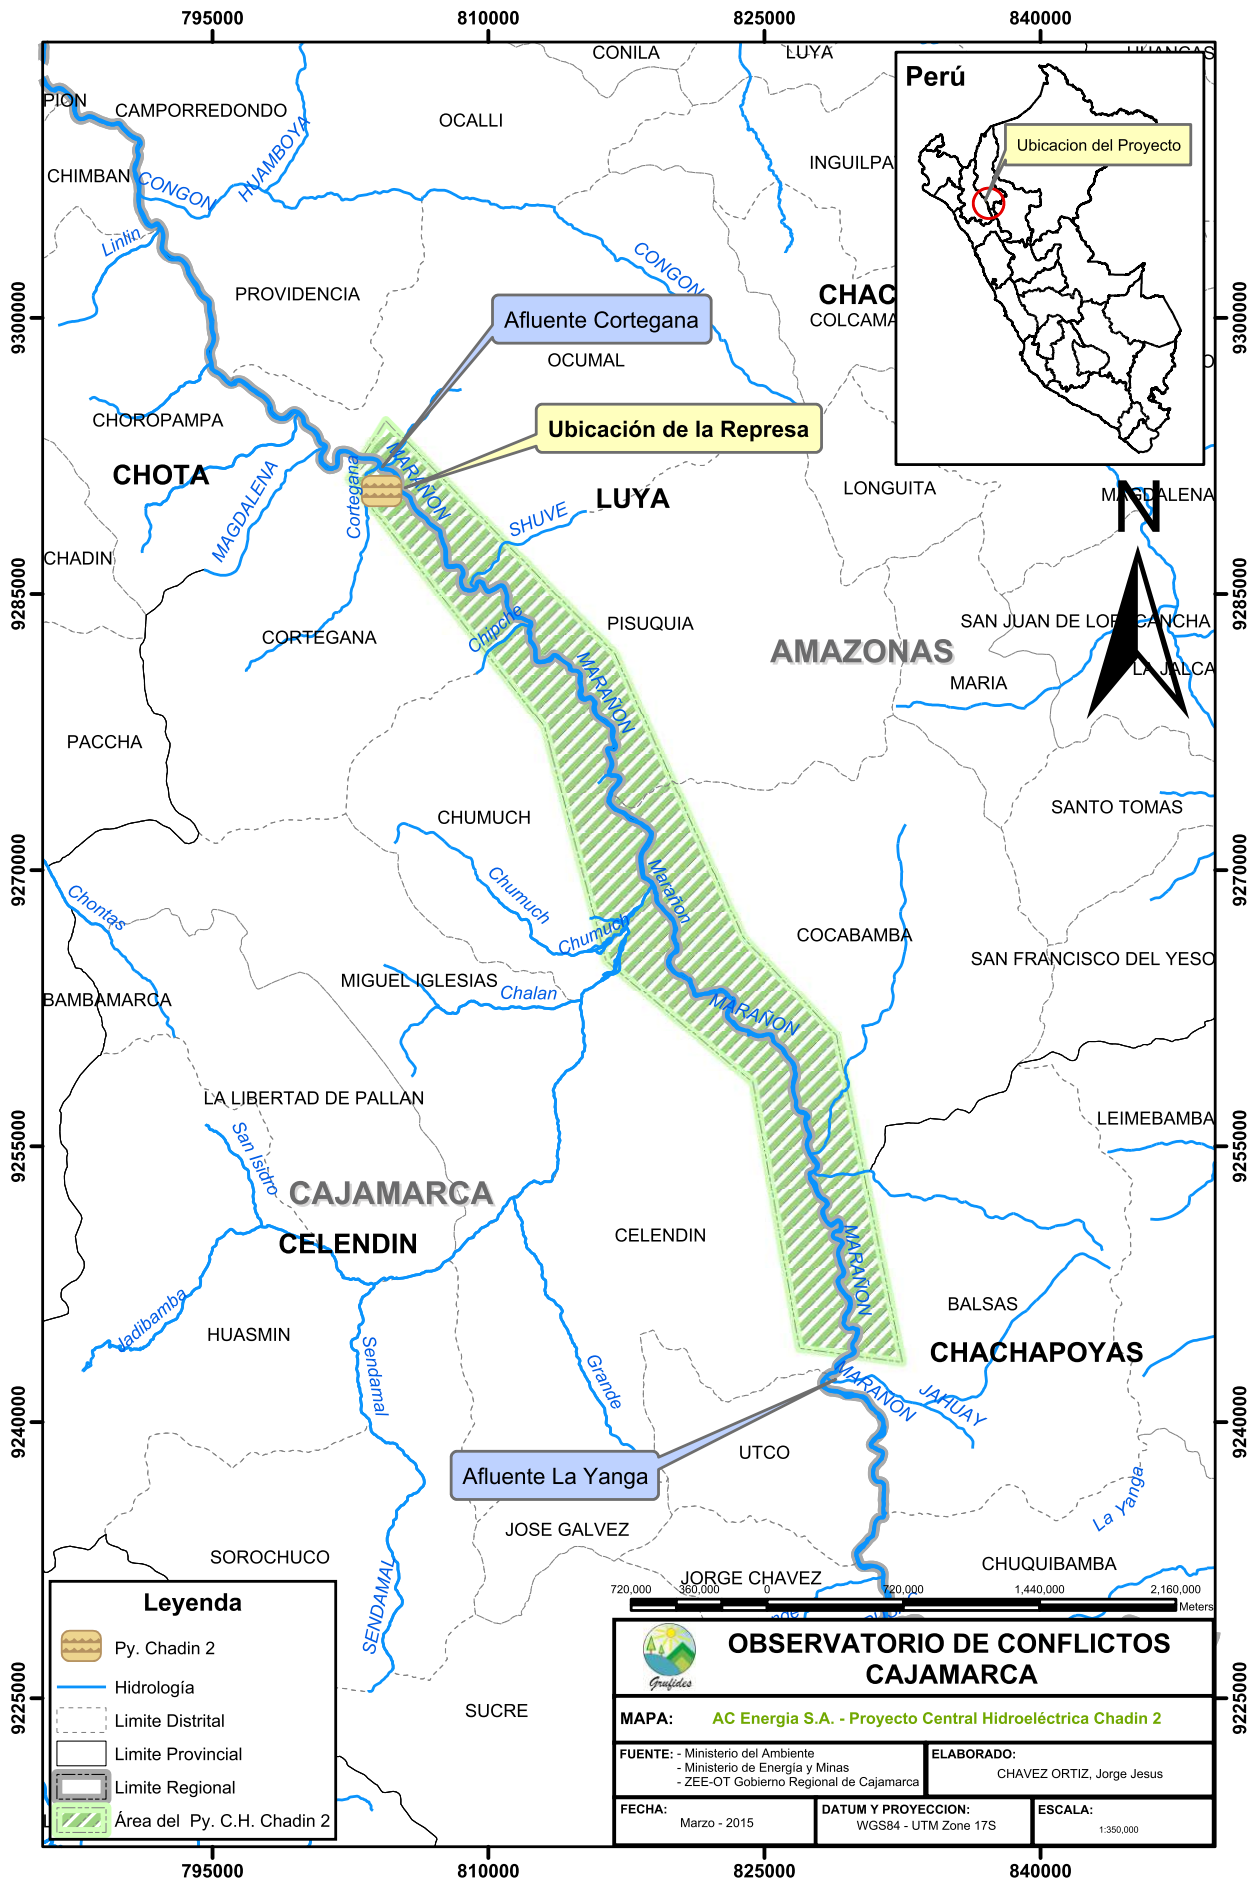 795000
810000
825000
840000
CONILA
LUYA
HUANCAS
PION
CAMPORREDONDO
OCALLI
HUAMBOYA
INGUILPA
CHIMBAN
CONGON
Linlin
CONGON
PROVIDENCIA
CHAC
COLCAMA
Perú
Ubicacion del Proyecto
9300000
9300000
Afluente Cortegana
OCUMAL
O
CHOROPAMPA
Ubicación de la Represa
CHOTA
MAGDALENA
Cortegana
MARAÑON
LUYA
SHUVE
LONGUITA
MAGDALENA
N
CHADIN
9285000
9285000
CORTEGANA
Chipche
PISUQUIA
SAN JUAN DE LOPECANCHA
AMAZONAS
MARAÑON
MARIA
LA JALCA
PACCHA
CHUMUCH
SANTO TOMAS
9270000
9270000
Chontas
Chumuch
Marañon
Chumuch
COCABAMBA
SAN FRANCISCO DEL YESO
MIGUEL IGLESIAS
BAMBAMARCA
Chalan
MARAÑON
LA LIBERTAD DE PALLAN
LEIMEBAMBA
9255000
9255000
San Isidro
CAJAMARCA
CELENDIN
CELENDIN
MARAÑON
BALSAS
Jadibamba
HUASMIN
Sendamal
Grande
CHACHAPOYAS
MARAÑON
JAHUAY
9240000
9240000
UTCO
Afluente La Yanga
La Yanga
JOSE GALVEZ
SOROCHUCO
CHUQUIBAMBA
JORGE CHAVEZ
SENDAMAL
720,000 360,000 0 720,000 1,440,000 2,160,000
Meters
Leyenda
Py. Chadin 2
Hidrología
Limite Distrital
Limite Provincial
Limite Regional
Área del Py. C.H. Chadin 2
SUCRE
9225000
9225000
Grufides
OBSERVATORIO DE CONFLICTOS
CAJAMARCA
MAPA: AC Energia S.A. - Proyecto Central Hidroeléctrica Chadin 2
FUENTE: - Ministerio del Ambiente
- Ministerio de Energía y Minas
- ZEE-OT Gobierno Regional de Cajamarca
ELABORADO:
CHAVEZ ORTIZ, Jorge Jesus
FECHA:
Marzo - 2015
DATUM Y PROYECCION:
WGS84 - UTM Zone 17S
ESCALA:
1:350,000
795000
810000
825000
840000